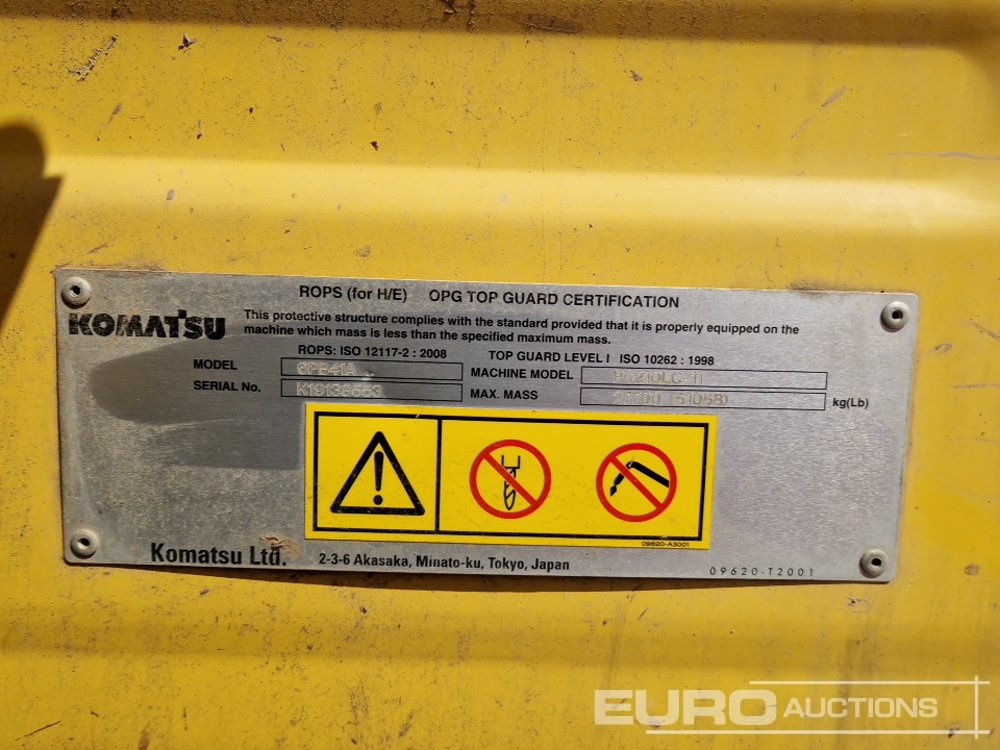 ROPS (for H/E) OPG TOP GUARD CERTIFICATION
KOMATSU
This protective structure complies with the standard provided that it is properly equipped on the
machine which mass is less than the specified maximum mass.
ROPS: ISO 12117-2 : 2008 TOP GUARD LEVEL I ISO 10262 : 1998
MODEL MACHINE MODEL PC210LC-11
SERIAL No. MAX. MASS kg(Lb)
09620-A3001
Komatsu Ltd. 2-3-6 Akasaka, Minato-ku, Tokyo, Japan
09620-T2001
EURO AUCTIONS